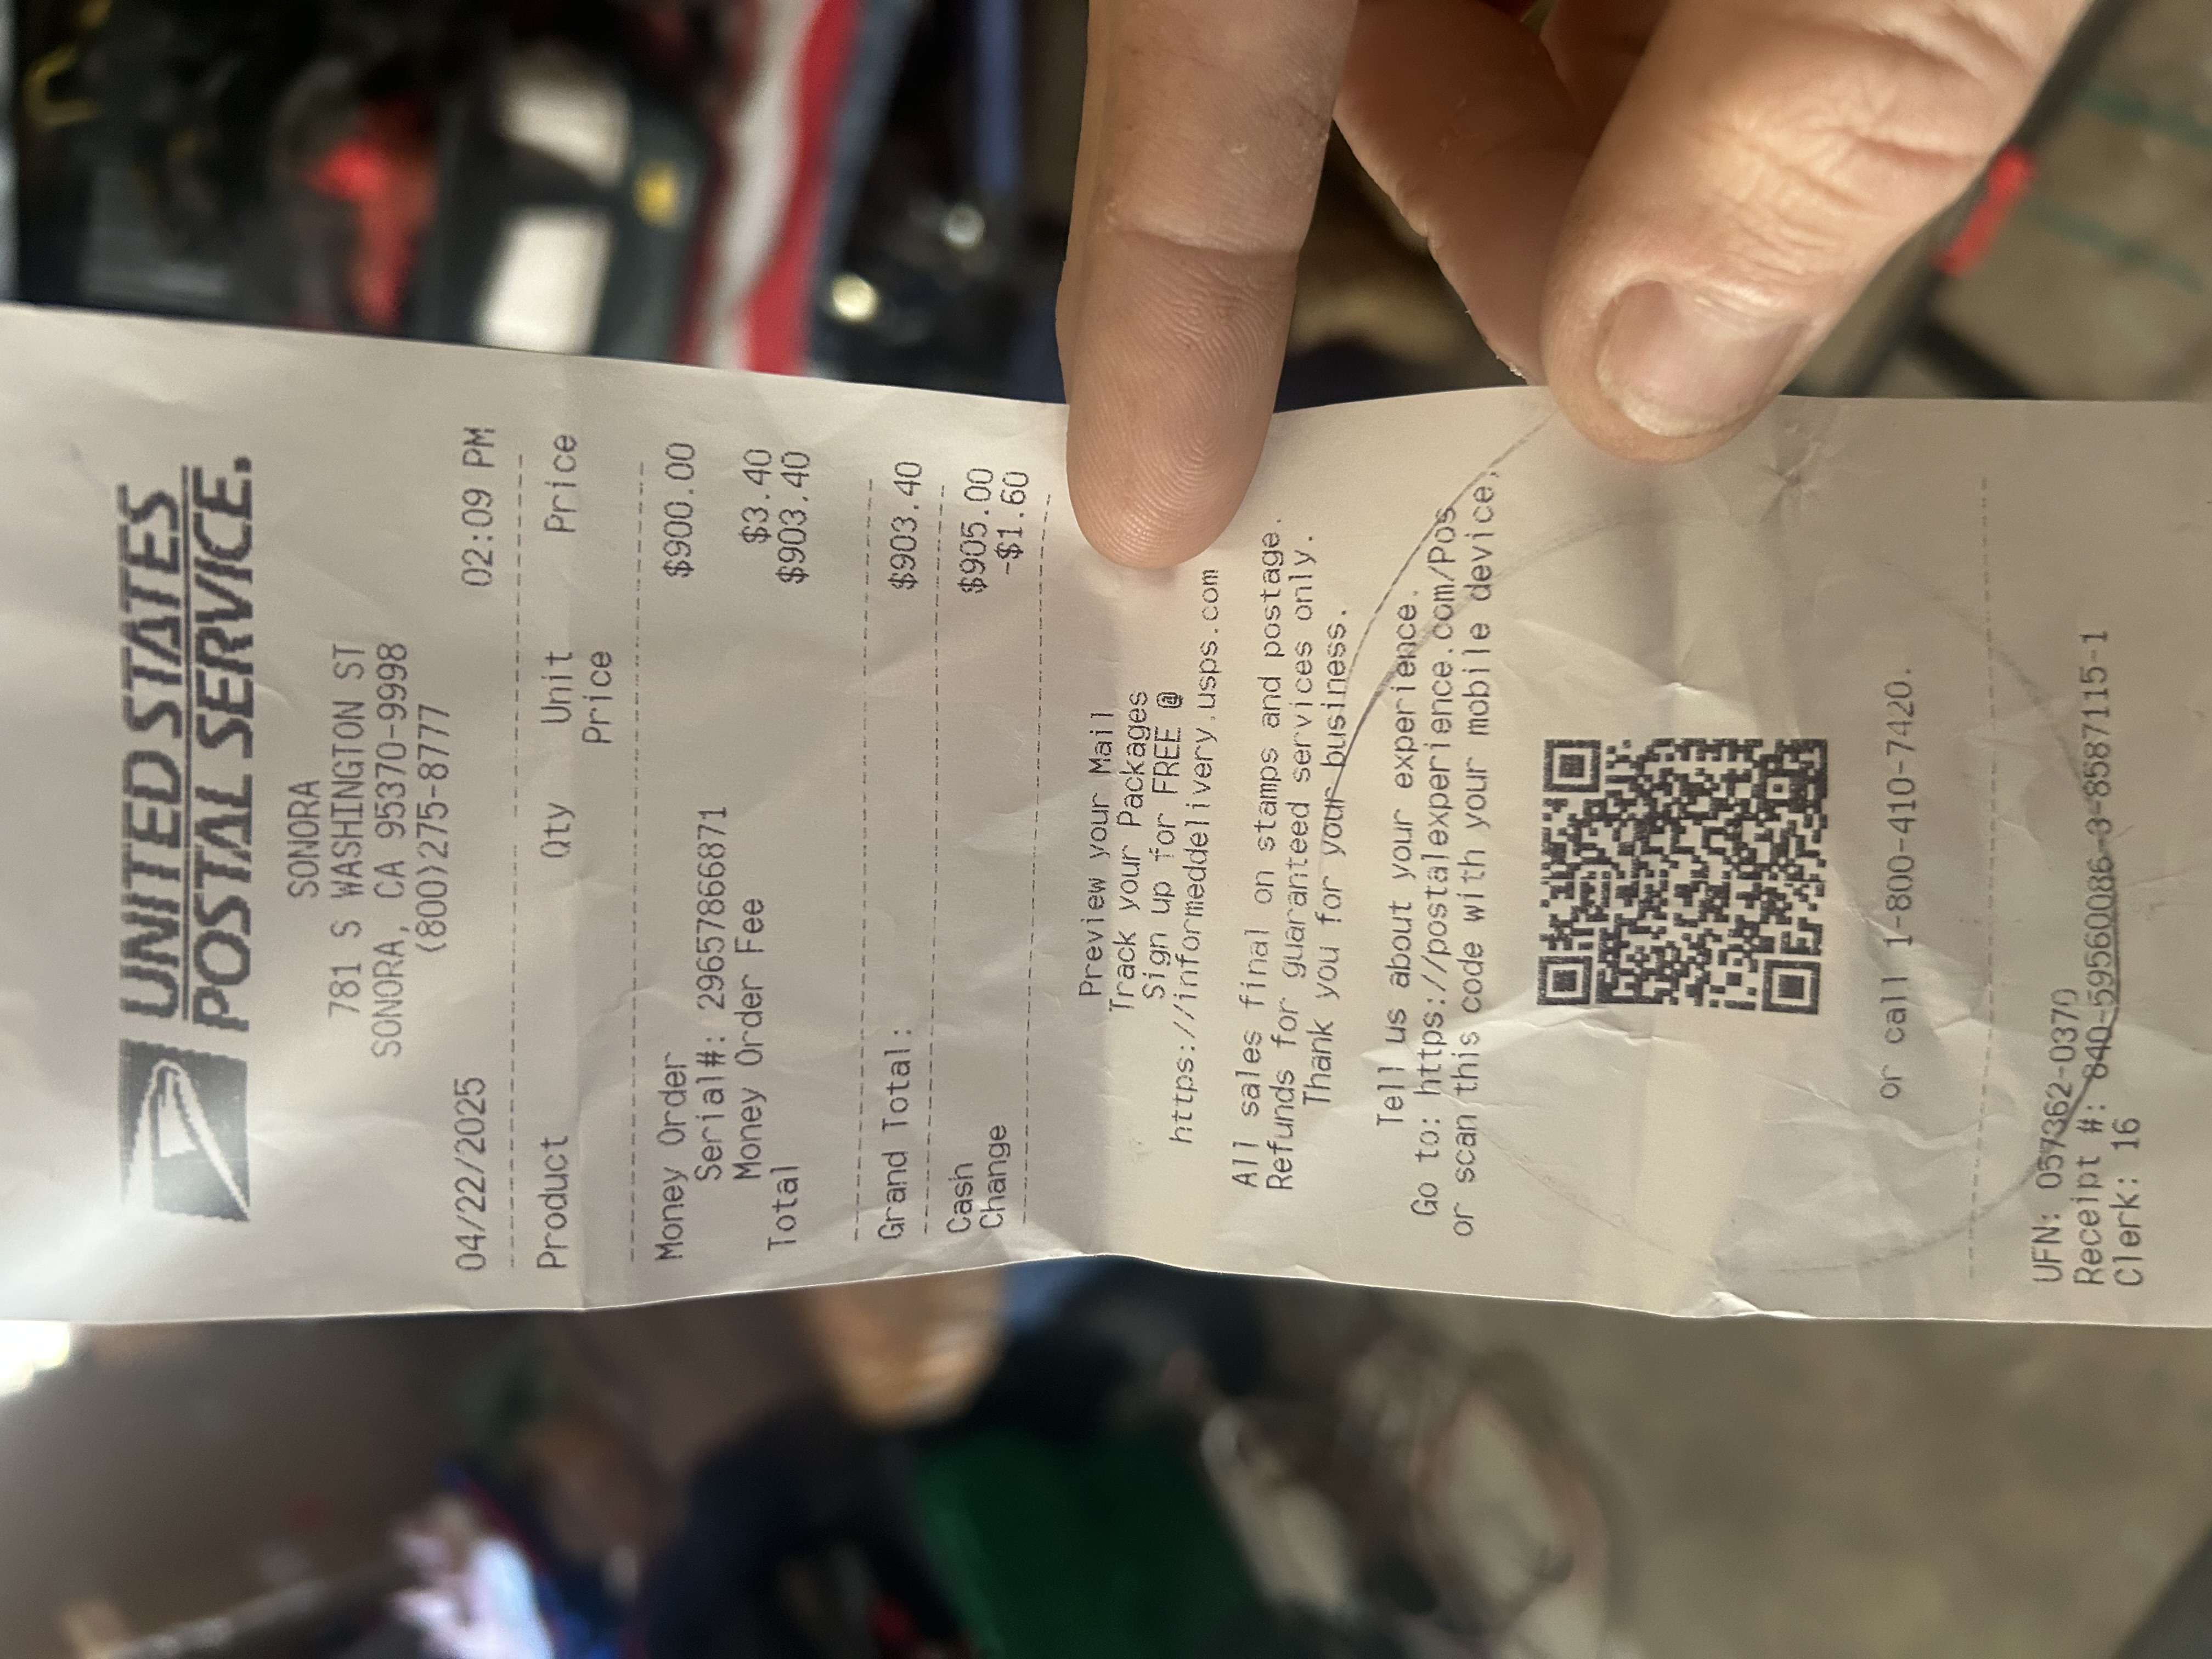 UNITED STATES
POSTAL SERVICE.
SONORA
781 S WASHINGTON ST
SONORA, CA 95370-9998
(800)275-8777
04/22/2025 02:09 PM
Product Qty Unit Price
Price
Money Order $900.00
Serial#: 29657866871
Money Order Fee $3.40
Total $903.40
Grand Total: $903.40
Cash $905.00
Change -$1.60
Preview your Mail
Track your Packages
Sign up for FREE @
https://informeddelivery.usps.com
All sales final on stamps and postage.
Refunds for guaranteed services only.
Thank you for your business.
Tell us about your experience.
Go to: https://postalexperience.com/Pos
or scan this code with your mobile device,
or call 1-800-410-7420.
UFN: 057362-0370
Receipt #: 840-59560086-3-8587115-1
Clerk: 16